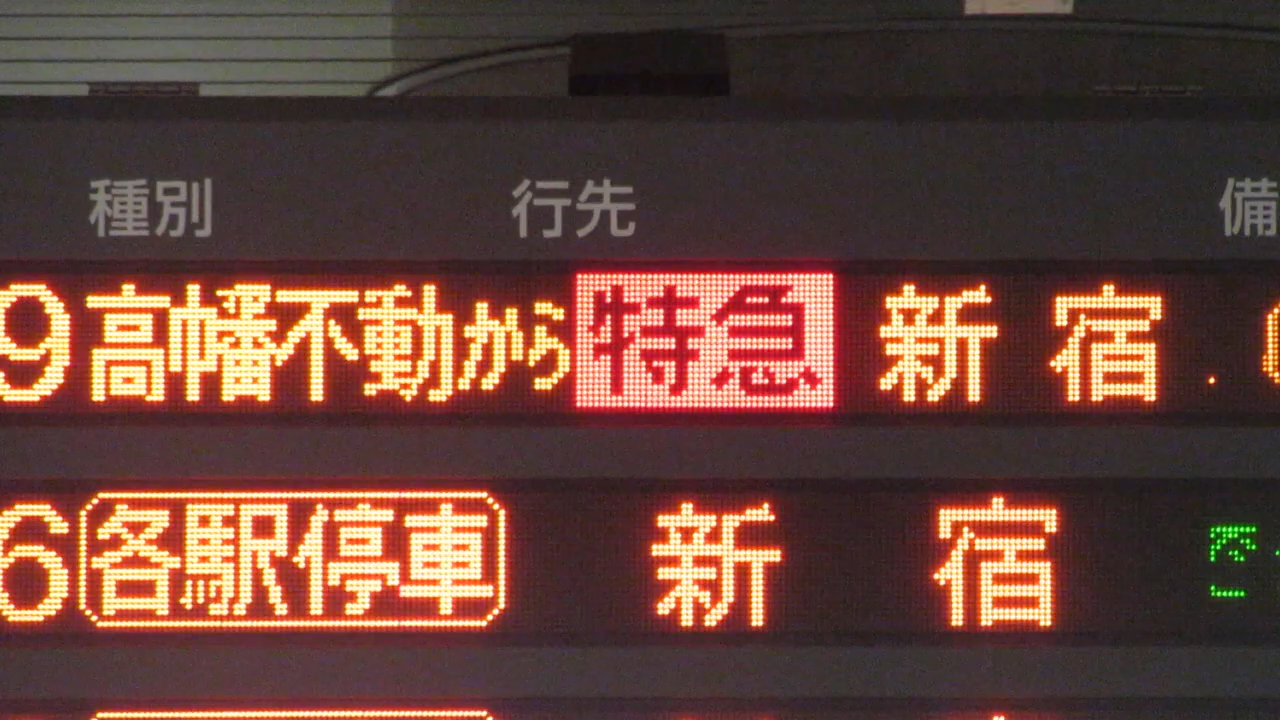 種別 行先 備
9 高幡不動から 特急 新宿
6 各駅停車 新宿